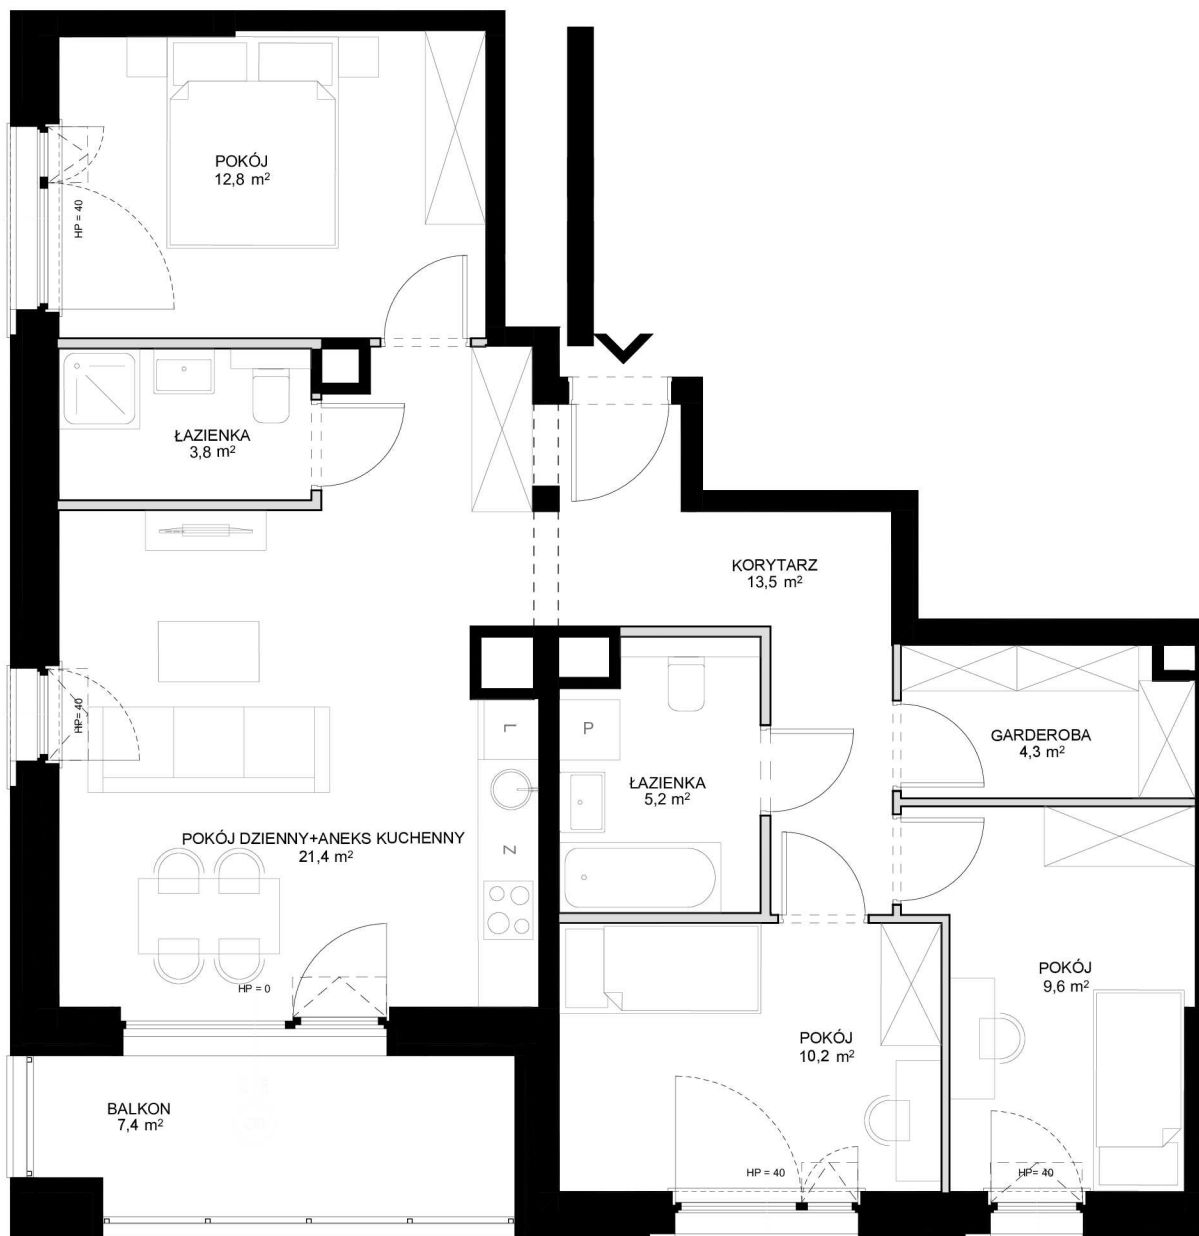 POKÓJ
12,8 m²
HP = 40
ŁAZIENKA
3,8 m²
KORYTARZ
13,5 m²
HP= 40
L
P
GARDEROBA
4,3 m²
ŁAZIENKA
5,2 m²
POKÓJ DZIENNY+ANEKS KUCHENNY
21,4 m²
Z
HP = 0
POKÓJ
9,6 m²
POKÓJ
10,2 m²
BALKON
7,4 m²
HP = 40
HP= 40